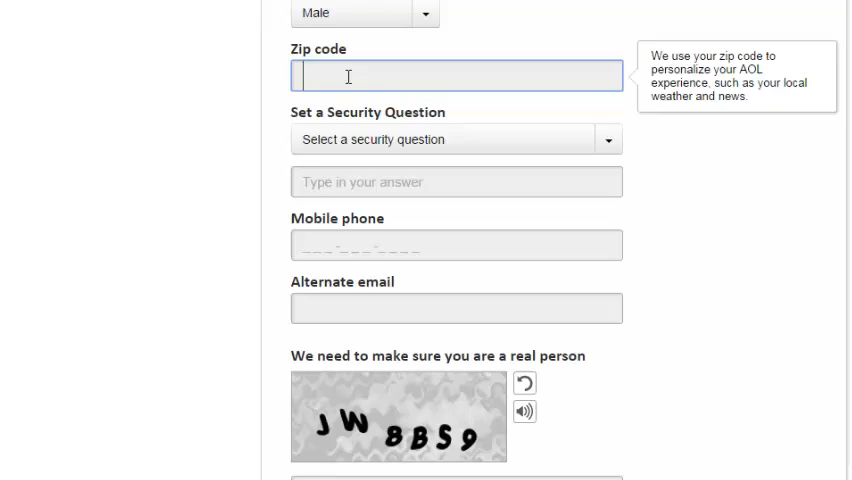 Male
Zip code
We use your zip code to
personalize your AOL
experience, such as your local
weather and news.
Set a Security Question
Select a security question
Type in your answer
Mobile phone
_ _ _ -_ _ _ -_ _ _ _
Alternate email
We need to make sure you are a real person
JW8BS9